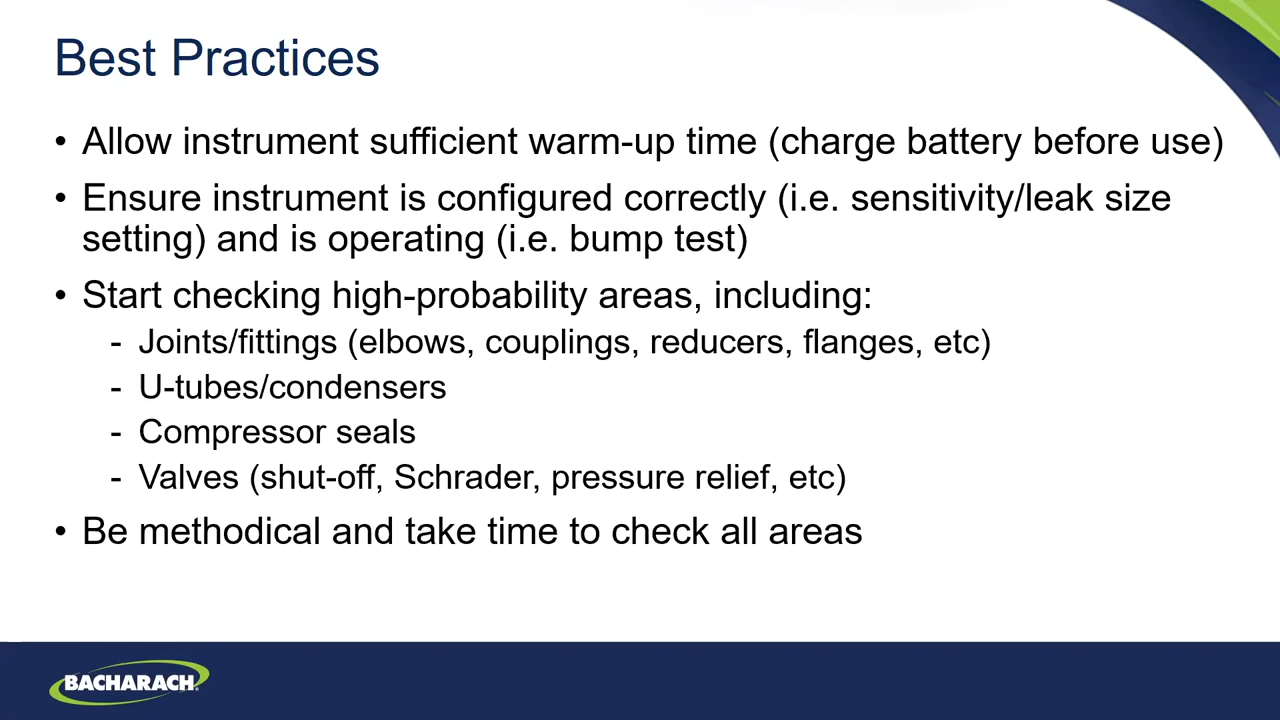 Best Practices
• Allow instrument sufficient warm-up time (charge battery before use)
• Ensure instrument is configured correctly (i.e. sensitivity/leak size
setting) and is operating (i.e. bump test)
• Start checking high-probability areas, including:
- Joints/fittings (elbows, couplings, reducers, flanges, etc)
- U-tubes/condensers
- Compressor seals
- Valves (shut-off, Schrader, pressure relief, etc)
• Be methodical and take time to check all areas
BACHARACH®